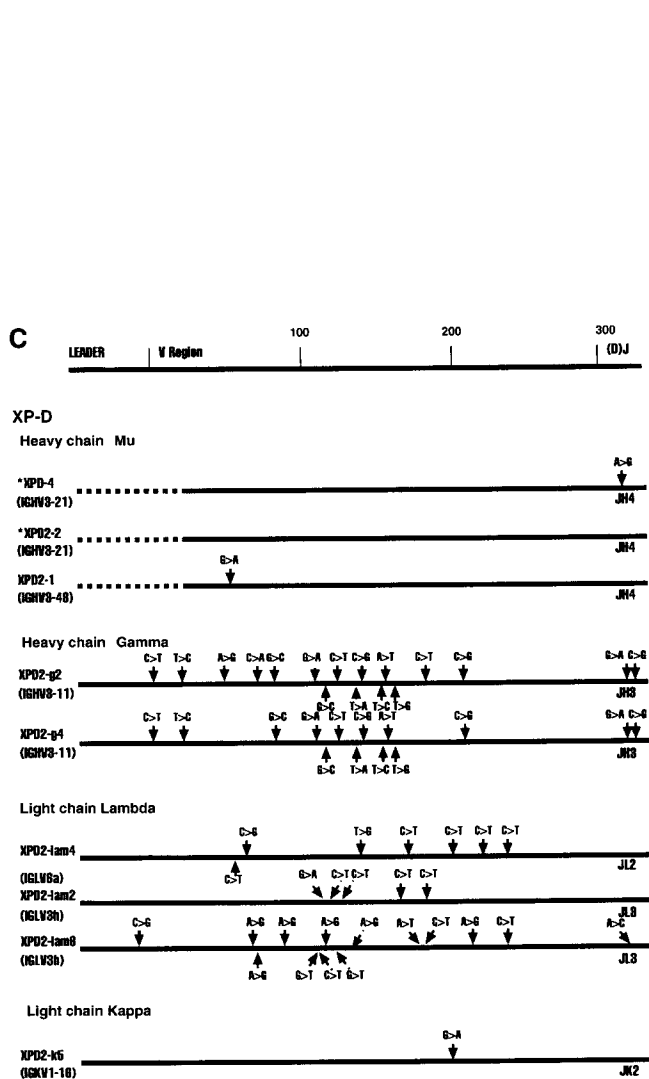 C
100 200 300
LEADER V Region (D)J
XP-D
Heavy chain Mu
A>G
*XPD-4
(IGHV3-21) JH4
*XPD2-2
(IGHV3-21) JH4
G>A
XPD2-1
(IGHV3-48) JH4
Heavy chain Gamma
C>T T>C A>G C>A G>C G>A C>T C>G A>T C>T C>G G>A C>G
XPD2-g2
(IGHV3-11) JH3
G>C T>A T>C T>G
C>T T>C G>C G>A C>T C>G A>T C>G G>A C>G
XPD2-g4
(IGHV3-11) JH3
G>C T>A T>C T>G
Light chain Lambda
C>G T>G C>T C>T C>T C>T
XPD2-lam4
JL2
(IGLV6a) C>T G>A C>T C>T C>T C>T
XPD2-lam2
(IGLV3h) JL3
C>G A>G A>G A>G A>G A>T C>T A>G C>T A>C
XPD2-lam8
(IGLV3h) JL3
A>G G>T C>T G>T
Light chain Kappa
G>A
XPD2-k5
(IGKV1-16) JK2